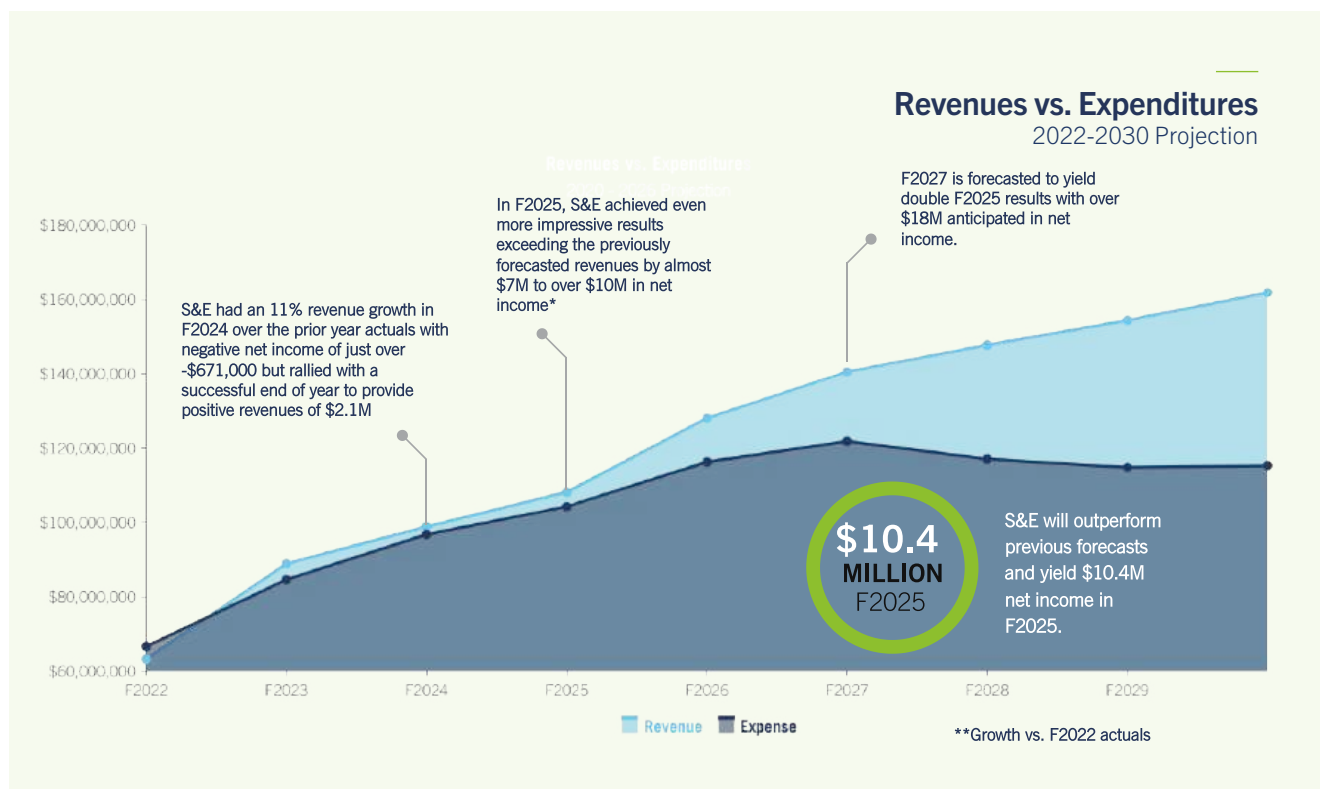 Revenues vs. Expenditures
2022-2030 Projection
Revenues vs. Expenditures
2025 Projection
F2027 is forecasted to yield
double F2025 results with over
$18M anticipated in net
income.
In F2025, S&E achieved even
more impressive results
exceeding the previously
forecasted revenues by almost
$7M to over $10M in net
income*
S&E had an 11% revenue growth in
F2024 over the prior year actuals with
negative net income of just over
-$671,000 but rallied with a
successful end of year to provide
positive revenues of $2.1M
$180,000,000
$160,000,000
$140,000,000
$120,000,000
$100,000,000
$80,000,000
$60,000,000
$10.4
MILLION
F2025
S&E will outperform
previous forecasts
and yield $10.4M
net income in
F2025.
F2022 F2023 F2024 F2025 F2026 F2027 F2028 F2029
Revenue Expense
**Growth vs. F2022 actuals